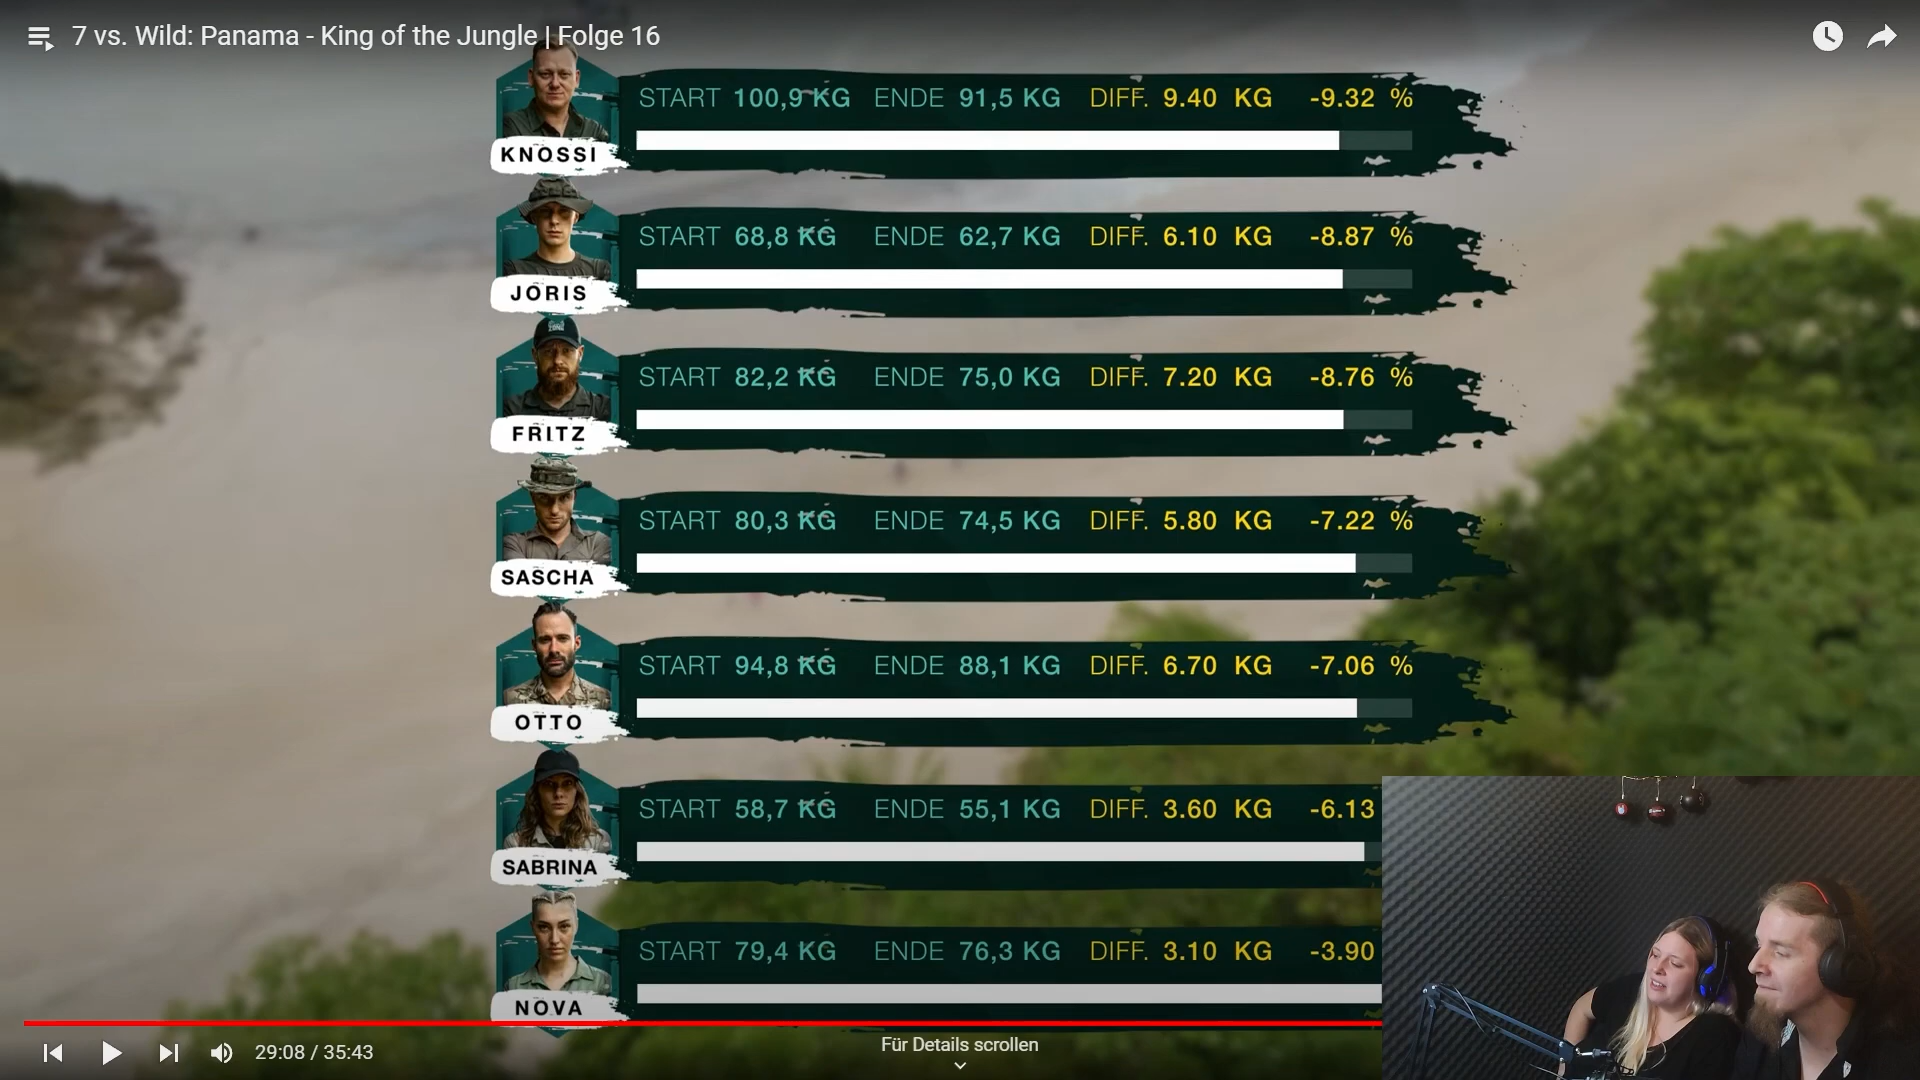 7 vs. Wild: Panama - King of the Jungle | Folge 16
START 100,9 KG ENDE 91,5 KG DIFF. 9.40 KG -9.32 %
KNOSSI
START 68,8 KG ENDE 62,7 KG DIFF. 6.10 KG -8.87 %
JORIS
START 82,2 KG ENDE 75,0 KG DIFF. 7.20 KG -8.76 %
FRITZ
START 80,3 KG ENDE 74,5 KG DIFF. 5.80 KG -7.22 %
SASCHA
START 94,8 KG ENDE 88,1 KG DIFF. 6.70 KG -7.06 %
OTTO
START 58,7 KG ENDE 55,1 KG DIFF. 3.60 KG -6.13
SABRINA
START 79,4 KG ENDE 76,3 KG DIFF. 3.10 KG -3.90
NOVA
29:08 / 35:43
Für Details scrollen